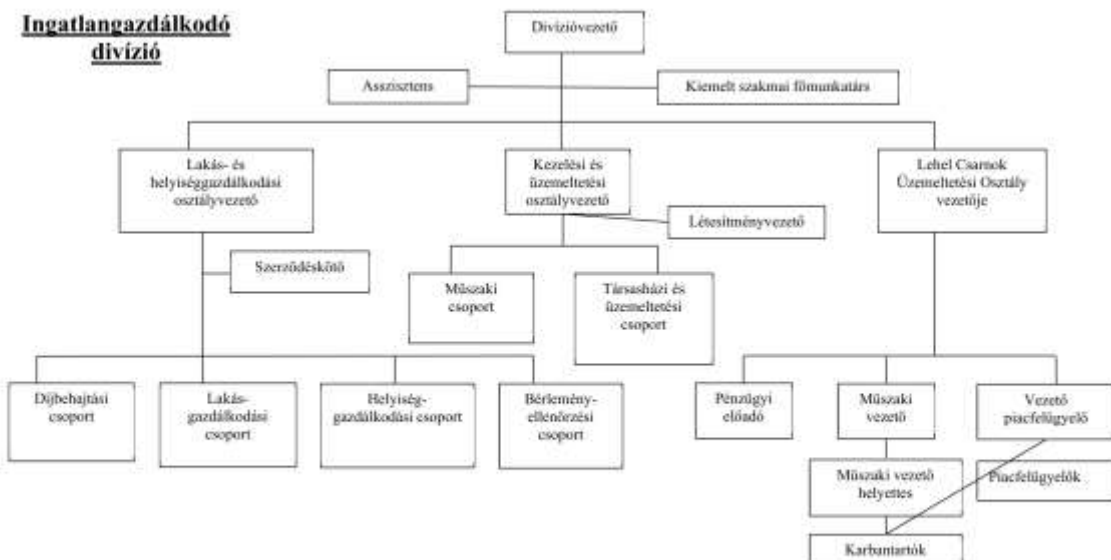 Ingatlangazdálkodó
divízió
Divízióvezető
Asszisztens
Kiemelt szakmai főmunkatárs
Lakás- és
helyiséggazdálkodási
osztályvezető
Kezelési és
üzemeltetési
osztályvezető
Lehel Csarnok
Üzemeltetési Osztály
vezetője
Létesítményvezető
Szerződéskötő
Műszaki
csoport
Társasházi és
üzemeltetési
csoport
Díjbehajtási
csoport
Lakás-
gazdálkodási
csoport
Helyiség-
gazdálkodási csoport
Bérlemény-
ellenőrzési
csoport
Pénzügyi
előadó
Műszaki
vezető
Vezető
piacfelügyelő
Műszaki vezető
helyettes
Piacfelügyelők
Karbantartók